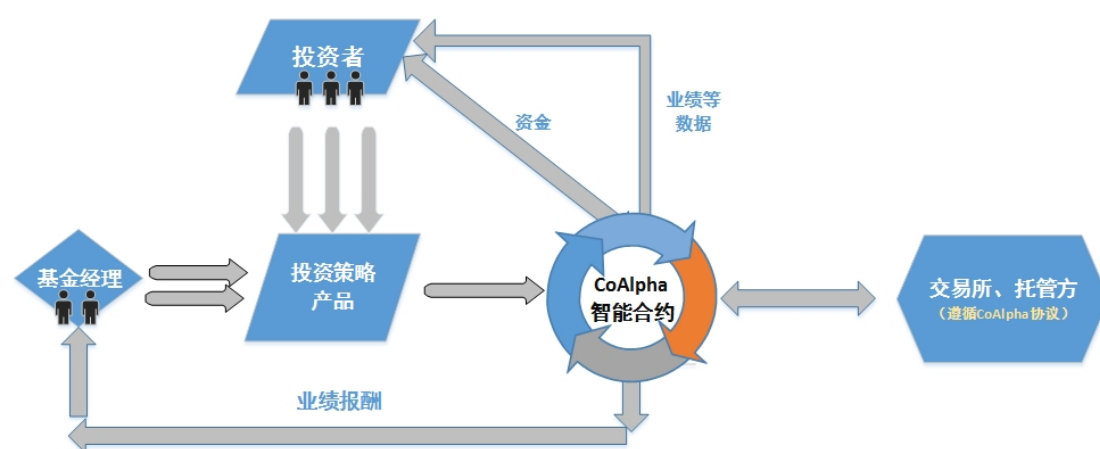 投资者
业绩等
数据
资金
基金经理
投资策略
产品
CoAlpha
智能合约
交易所、托管方
（遵循CoAlpha协议）
业绩报酬